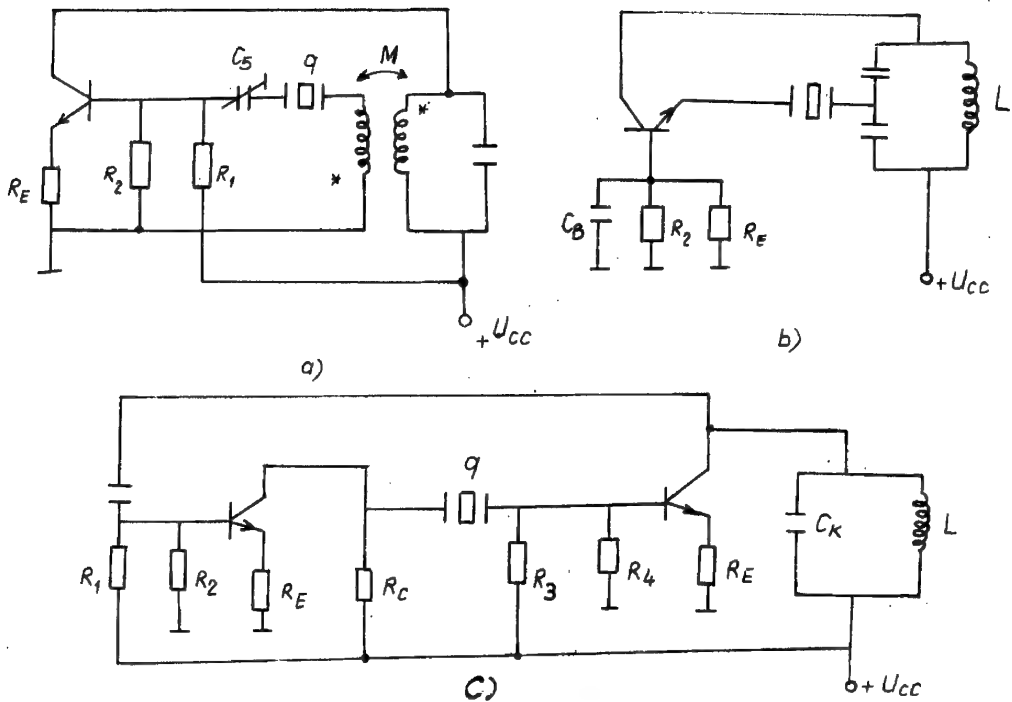 C5 q M
* *
RE R2 R1
+ Ucc
a)
L
CB R2 RE
+ Ucc
b)
q
CK L
R1 R2 RE RC R3 R4 RE
+ Ucc
C)